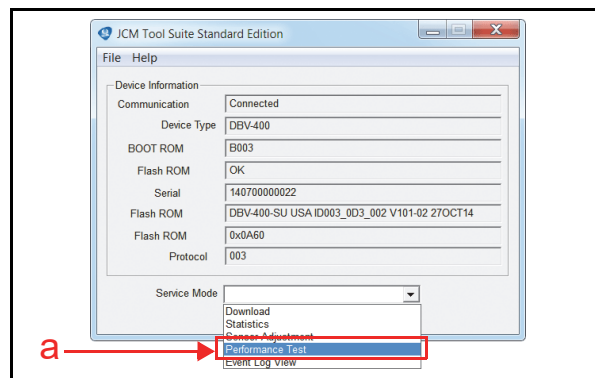 JCM Tool Suite Standard Edition
File Help
Device Information
Communication Connected
Device Type DBV-400
BOOT ROM B003
Flash ROM OK
Serial 140700000022
Flash ROM DBV-400-SU USA ID003_0D3_002 V101-02 27OCT14
Flash ROM 0x0A60
Protocol 003
Service Mode
Download
Statistics
Sensor Adjustment
a Performance Test
Event Log View